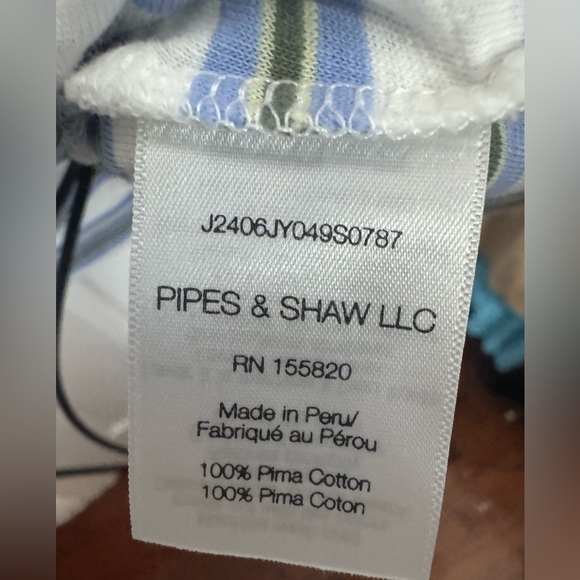 J2406JY049S0787
PIPES & SHAW LLC
RN 155820
Made in Peru/
Fabriqué au Pérou
100% Pima Cotton
100% Pima Coton